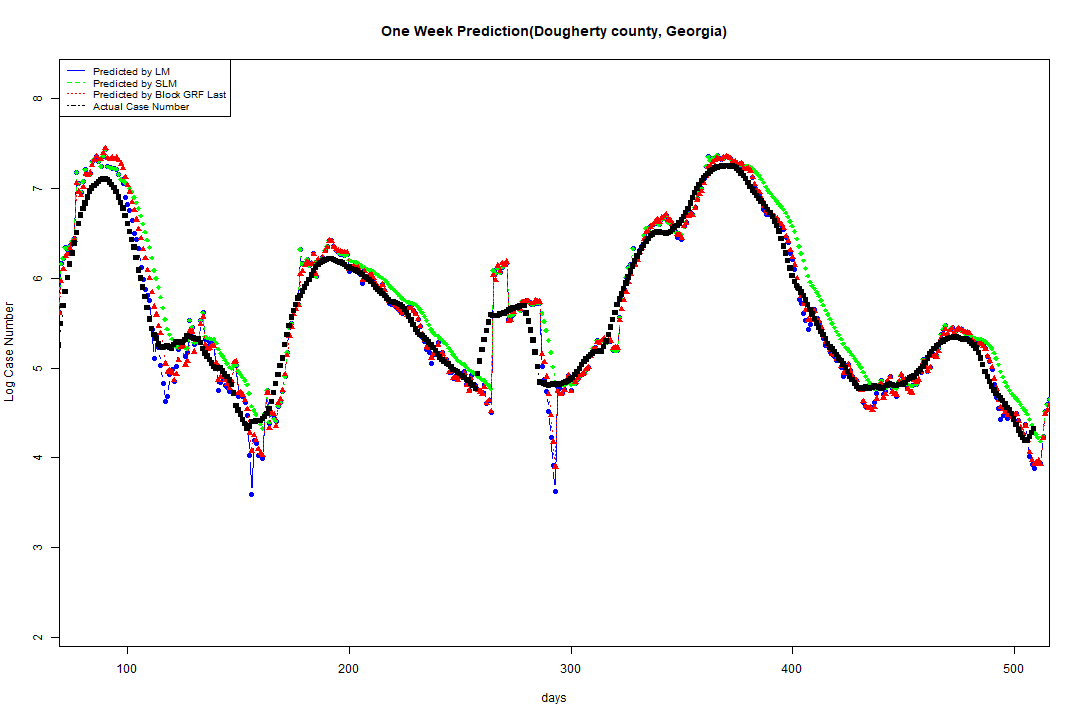 One Week Prediction(Dougherty county, Georgia)
Predicted by LM
Predicted by SLM
Predicted by Block GRF Last
Actual Case Number
8
7
6
5
4
3
2
Log Case Number
100 200 300 400 500
days